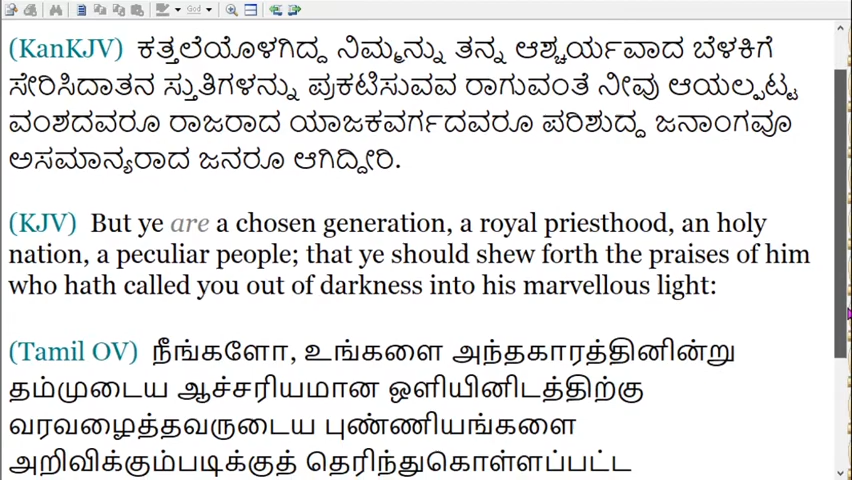 God
(KanKJV) ಕತ್ತಲೆಯೊಳಗಿದ್ದ ನಿಮ್ಮನ್ನು ತನ್ನ ಆಶ್ಚರ್ಯವಾದ ಬೆಳಕಿಗೆ
ಸೇರಿಸಿದಾತನ ಸ್ತುತಿಗಳನ್ನು ಪ್ರಕಟಿಸುವವ ರಾಗುವಂತೆ ನೀವು ಆಯಲ್ಪಟ್ಟ
ವಂಶದವರೂ ರಾಜರಾದ ಯಾಜಕವರ್ಗದವರೂ ಪರಿಶುದ್ದ ಜನಾಂಗವೂ
ಅಸಮಾನ್ಯರಾದ ಜನರೂ ಆಗಿದ್ದೀರಿ.
(KJV) But ye are a chosen generation, a royal priesthood, an holy
nation, a peculiar people; that ye should shew forth the praises of him
who hath called you out of darkness into his marvellous light:
(Tamil OV) நீங்களோ, உங்களை அந்தகாரத்தினின்று
தம்முடைய ஆச்சரியமான ஒளியினிடத்திற்கு
வரவழைத்தவருடைய புண்ணியங்களை
அறிவிக்கும்படிக்குத் தெரிந்துகொள்ளப்பட்ட